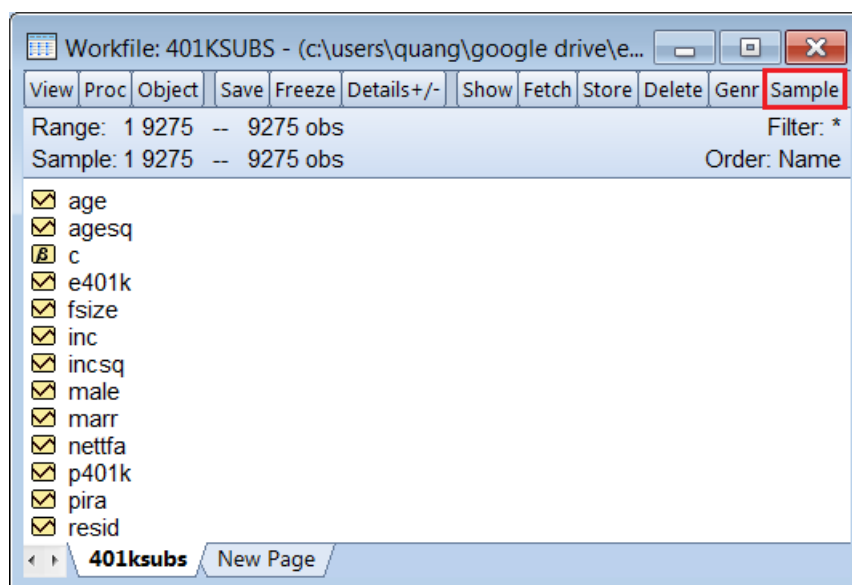 Workfile: 401KSUBS - (c:\users\quang\google drive\e...
View Proc Object Save Freeze Details+/- Show Fetch Store Delete Genr Sample
Range: 1 9275 -- 9275 obs Filter: *
Sample: 1 9275 -- 9275 obs Order: Name
age
agesq
β c
e401k
fsize
inc
incsq
male
marr
nettfa
p401k
pira
resid
401ksubs New Page